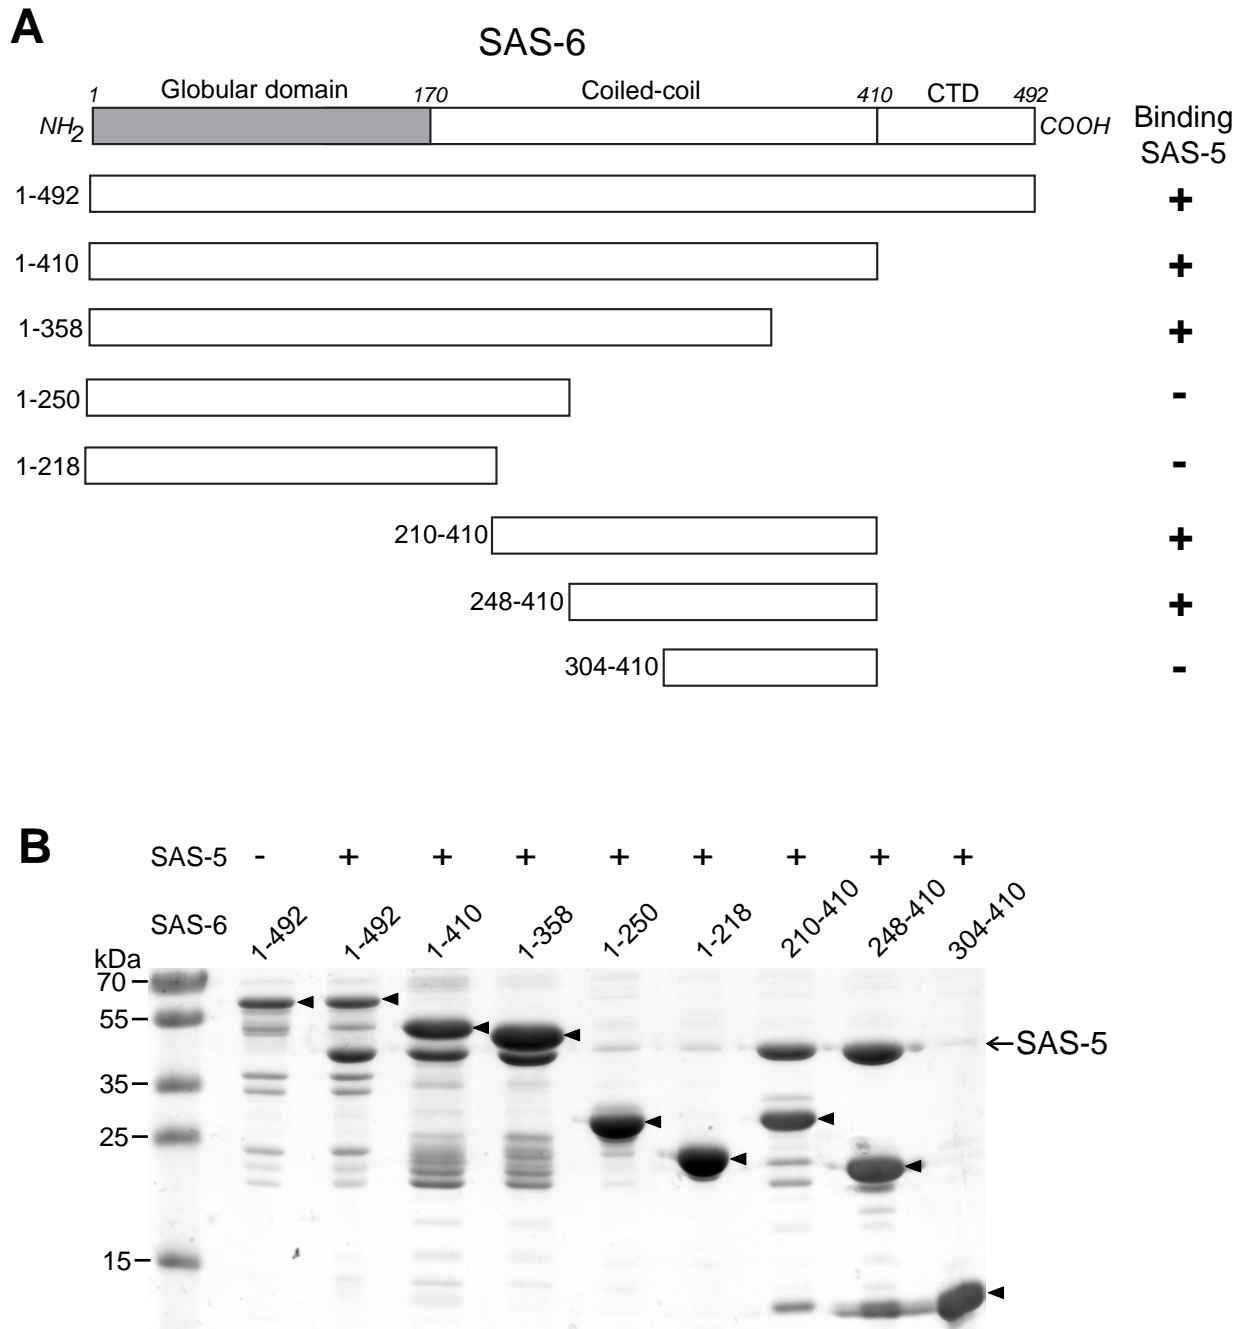 A
SAS-6
1 Globular domain 170 Coiled-coil 410 CTD 492
NH2 COOH
Binding
SAS-5
1-492 +
1-410 +
1-358 +
1-250 -
1-218 -
210-410 +
248-410 +
304-410 -
B
SAS-5 - + + + + + + + +
SAS-6 1-492 1-492 1-410 1-358 1-250 1-218 210-410 248-410 304-410
kDa
70
55
←SAS-5
35
25
15